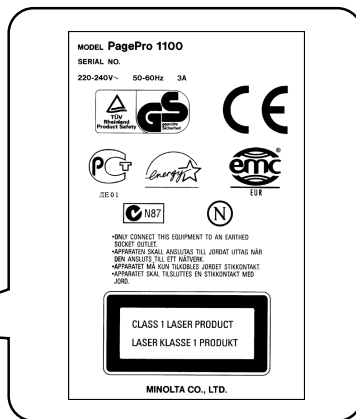 MODEL PagePro 1100
SERIAL NO.
220-240V~ 50-60Hz 3A
TÜV
Rheinland
Product Safety
GS
geprüfte
Sicherheit
CE
PCT
energy
emc
®
ДЕ01
EUR
N87
N
•ONLY CONNECT THIS EQUIPMENT TO AN EARTHED
SOCKET OUTLET.
•APPARATEN SKALL ANSLUTAS TILL JORDAT UTTAG NÄR
DEN ANSLUTS TILL ETT NÄTVERK.
•APPARATET MÅ KUN TILKOBLES JORDET STIKKONTAKT.
•APPARATET SKAL TILSLUTTES EN STIKKONTAKT MED
JORD.
CLASS 1 LASER PRODUCT
LASER KLASSE 1 PRODUKT
MINOLTA CO., LTD.